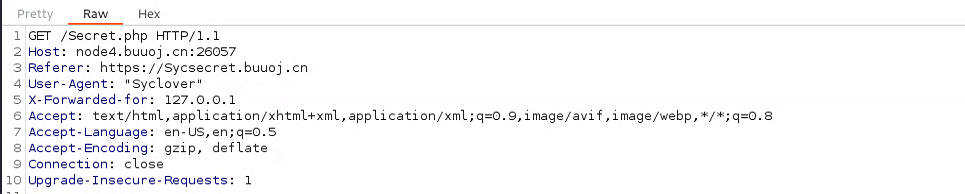 Pretty Raw Hex
1 GET /Secret.php HTTP/1.1
2 Host: node4.buuoj.cn:26057
3 Referer: https://Sycsecret.buuoj.cn
4 User-Agent: "Syclover"
5 X-Forwarded-for: 127.0.0.1
6 Accept: text/html,application/xhtml+xml,application/xml;q=0.9,image/avif,image/webp,*/*;q=0.8
7 Accept-Language: en-US,en;q=0.5
8 Accept-Encoding: gzip, deflate
9 Connection: close
10 Upgrade-Insecure-Requests: 1